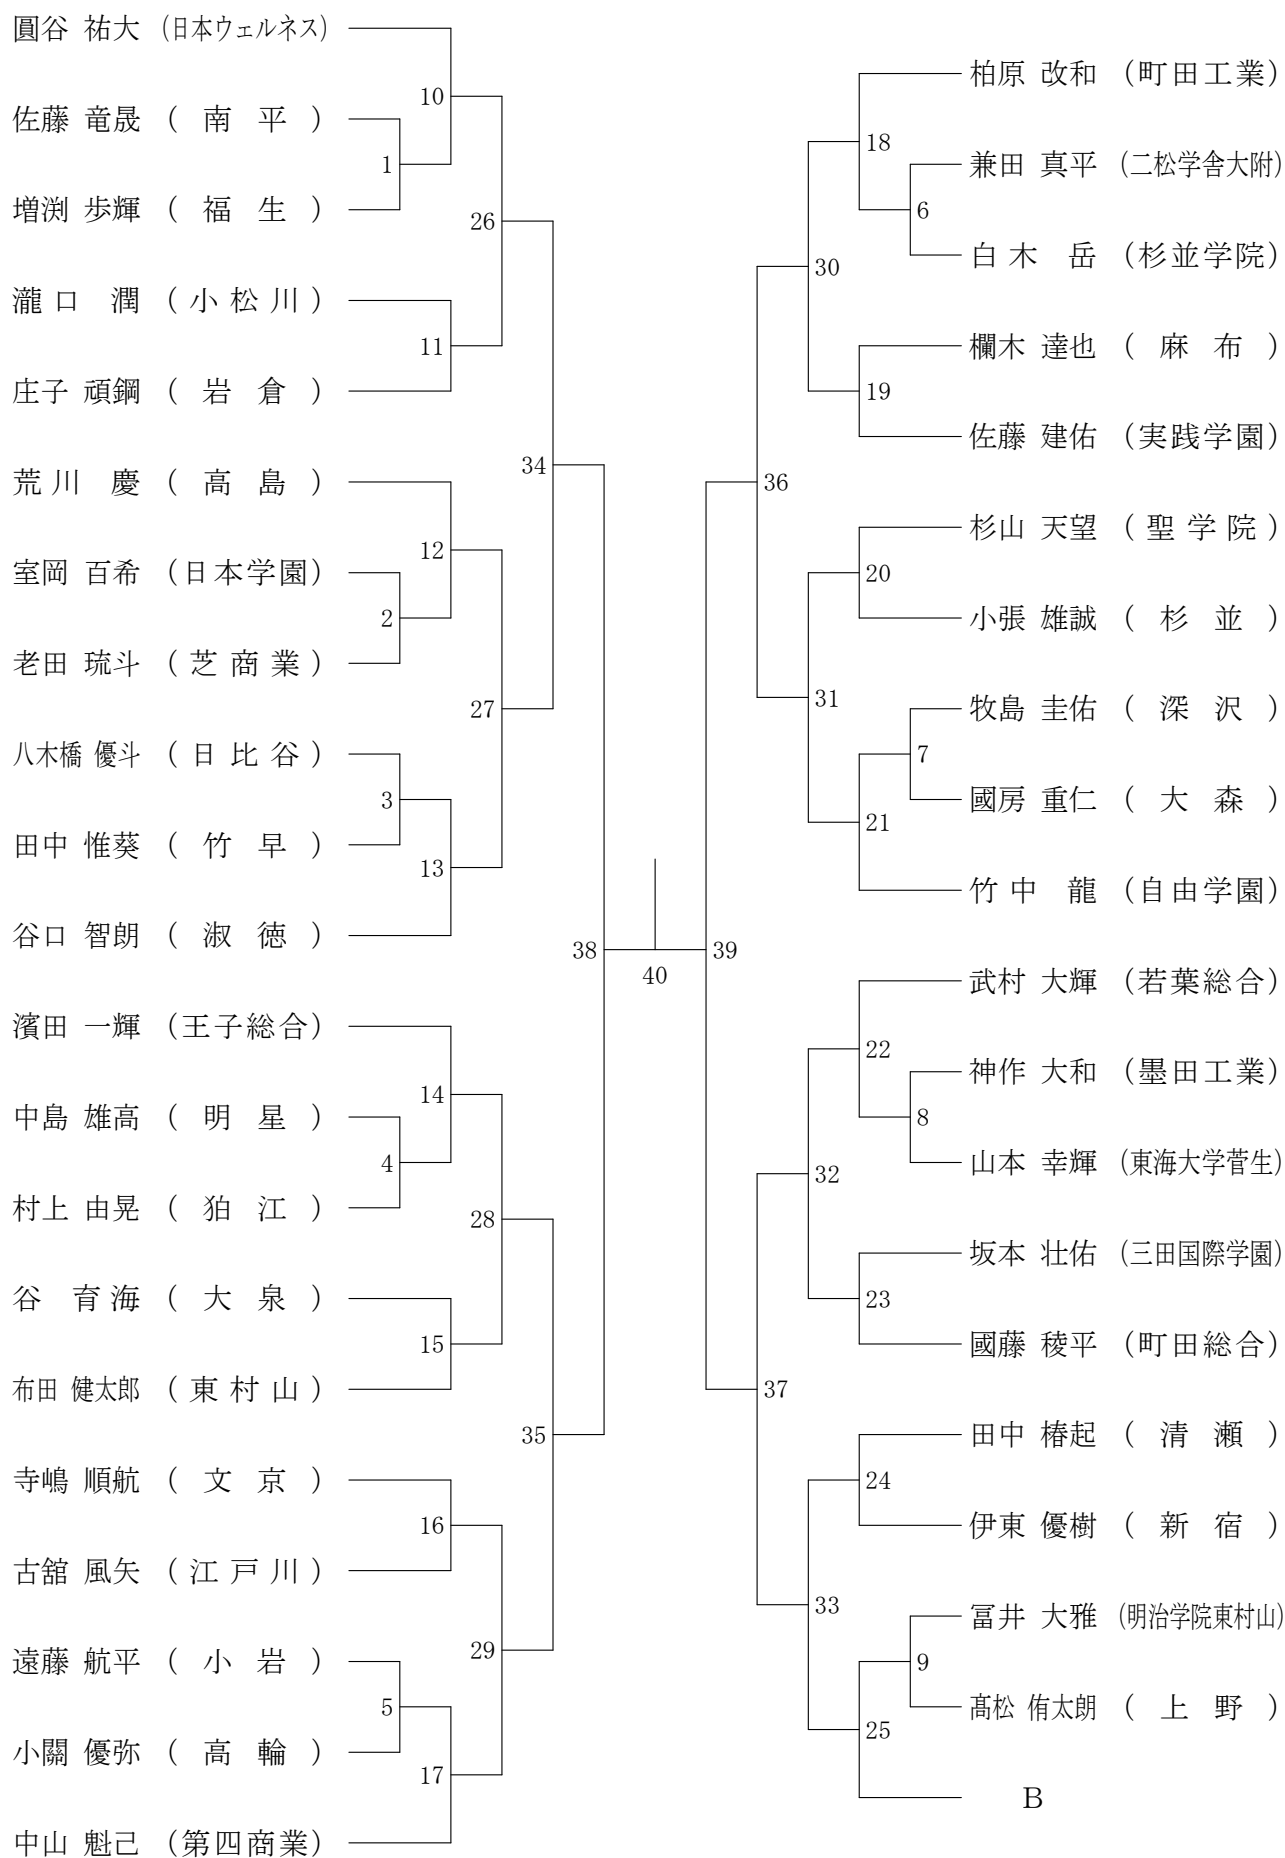 圓谷 祐大 (日本ウェルネス)
10
佐藤 竜晟 ( 南 平 )
1
増渕 歩輝 ( 福 生 )
26
瀧口 潤 ( 小松川 )
11
庄子 頑鋼 ( 岩 倉 )
34
荒川 慶 ( 高 島 )
12
室岡 百希 (日本学園)
2
老田 琉斗 ( 芝商業 )
27
八木橋 優斗 ( 日比谷 )
3
田中 惟葵 ( 竹 早 )
13
谷口 智朗 ( 淑 徳 )
38
濱田 一輝 (王子総合)
14
中島 雄高 ( 明 星 )
4
村上 由晃 ( 狛 江 )
28
谷 育海 ( 大 泉 )
15
布田 健太郎 ( 東村山 )
35
寺嶋 順航 ( 文 京 )
16
古舘 風矢 ( 江戸川 )
29
遠藤 航平 ( 小 岩 )
5
小關 優弥 ( 高 輪 )
17
中山 魁己 (第四商業)
40
柏原 改和 (町田工業)
18
兼田 真平 (二松学舎大附)
6
白木 岳 (杉並学院)
30
欄木 達也 ( 麻 布 )
19
佐藤 建佑 (実践学園)
36
杉山 天望 ( 聖学院 )
20
小張 雄誠 ( 杉 並 )
31
牧島 圭佑 ( 深 沢 )
7
國房 重仁 ( 大 森 )
21
竹中 龍 (自由学園)
39
武村 大輝 (若葉総合)
22
神作 大和 (墨田工業)
8
山本 幸輝 (東海大学菅生)
32
坂本 壮佑 (三田国際学園)
23
國藤 稜平 (町田総合)
37
田中 椿起 ( 清 瀬 )
24
伊東 優樹 ( 新 宿 )
33
冨井 大雅 (明治学院東村山)
9
髙松 侑太朗 ( 上 野 )
25
B